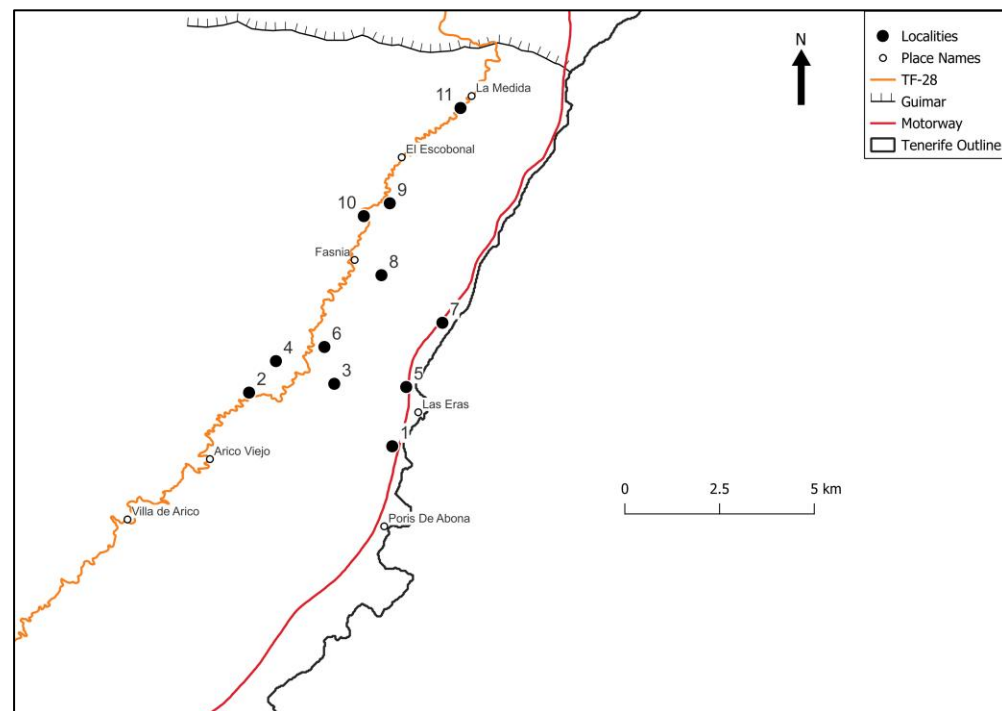 N
Localities
Place Names
TF-28
Guimar
Motorway
Tenerife Outline
La Medida
11
El Escobonal
9
10
Fasnia
8
7
6
4
3
5
2
Las Eras
1
Arico Viejo
0 2.5 5 km
Villa de Arico
Poris De Abona